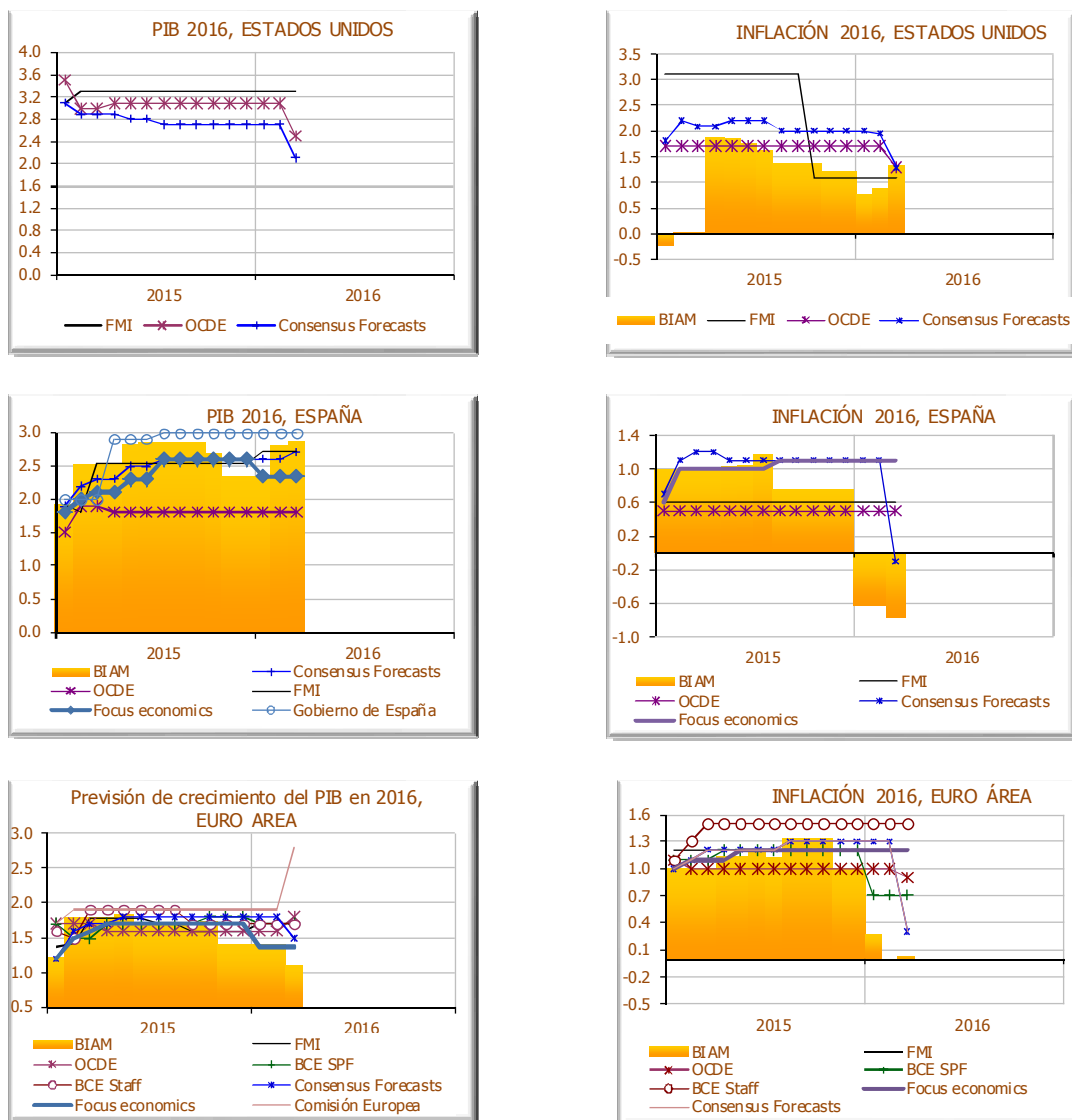 PIB 2016, ESTADOS UNIDOS
4.0
3.6
3.2
2.8
2.4
2.0
1.6
1.2
0.8
0.4
0.0
2015 2016
FMI OCDE Consensus Forecasts
INFLACIÓN 2016, ESTADOS UNIDOS
3.5
3.0
2.5
2.0
1.5
1.0
0.5
0.0
-0.5
2015 2016
BIAM FMI OCDE Consensus Forecasts
PIB 2016, ESPAÑA
3.0
2.5
2.0
1.5
1.0
0.5
0.0
2015 2016
BIAM Consensus Forecasts
OCDE FMI
Focus economics Gobierno de España
INFLACIÓN 2016, ESPAÑA
1.4
1.0
0.6
0.2
-0.2
-0.6
-1.0
2015 2016
BIAM FMI
OCDE Consensus Forecasts
Focus economics
Previsión de crecimiento del PIB en 2016,
EURO AREA
3.0
2.5
2.0
1.5
1.0
0.5
2015 2016
BIAM FMI
OCDE BCE SPF
BCE Staff Consensus Forecasts
Focus economics Comisión Europea
INFLACIÓN 2016, EURO ÁREA
1.6
1.3
1.0
0.7
0.4
0.1
-0.2
-0.5
2015 2016
BIAM FMI
OCDE BCE SPF
BCE Staff Focus economics
Consensus Forecasts